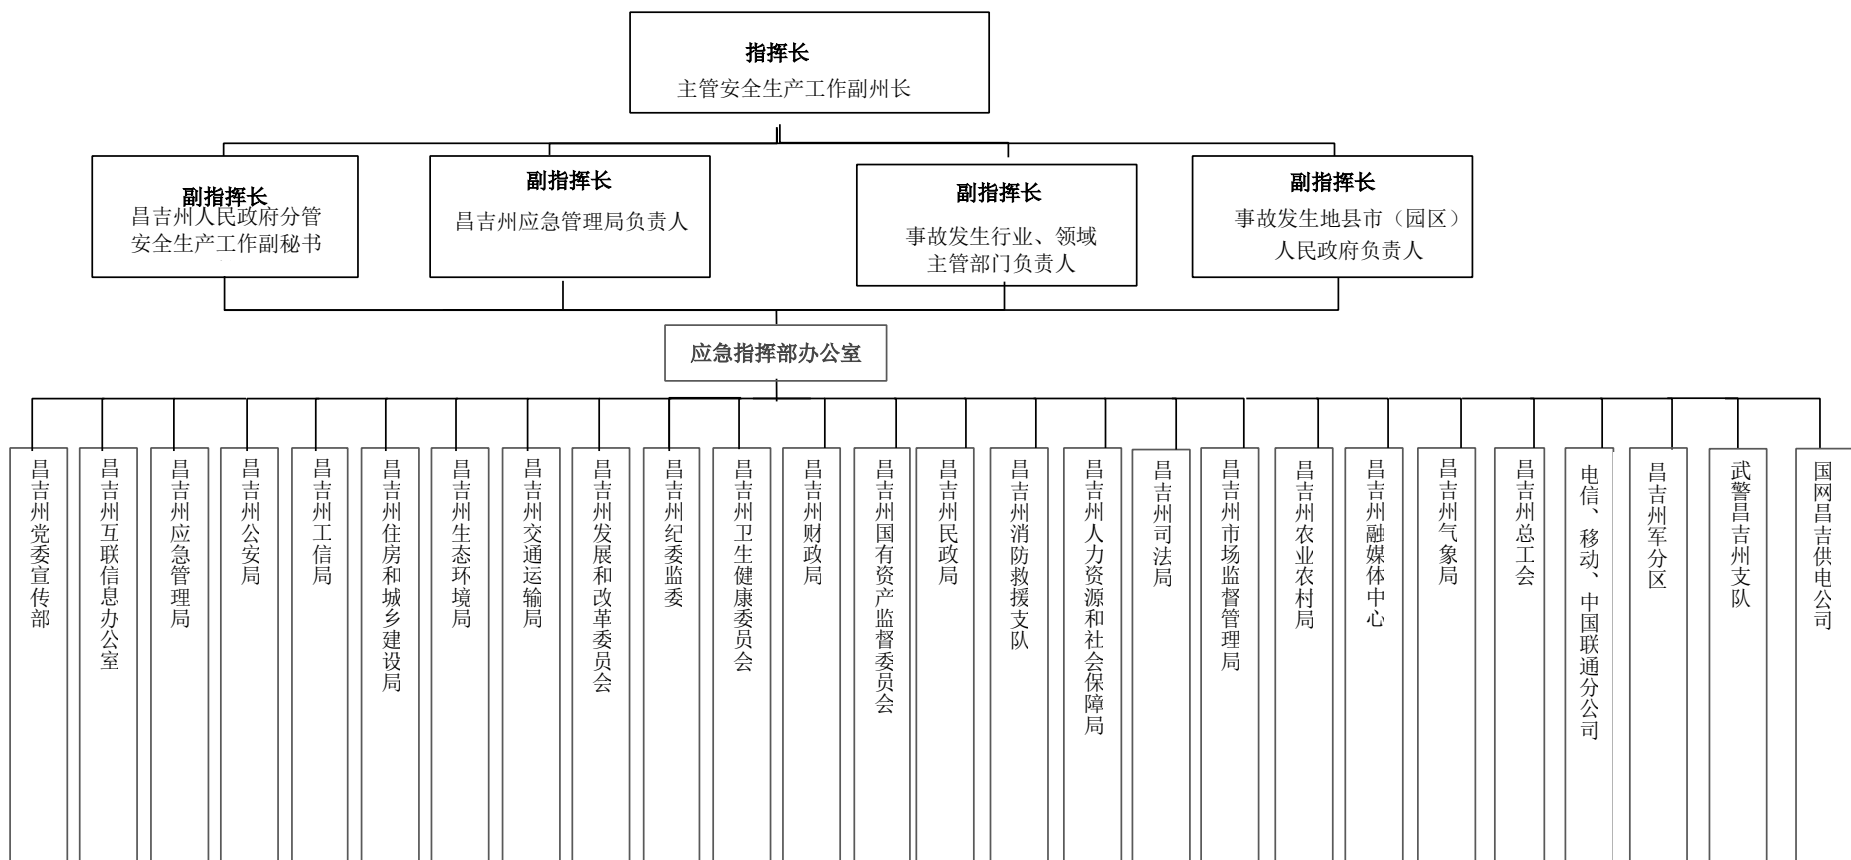 指挥长
主管安全生产工作副州长
副指挥长
昌吉州人民政府分管
安全生产工作副秘书
副指挥长
昌吉州应急管理局负责人
副指挥长
事故发生行业、领域
主管部门负责人
副指挥长
事故发生地县市（园区）
人民政府负责人
应急指挥部办公室
昌吉州党委宣传部
昌吉州互联信息办公室
昌吉州应急管理局
昌吉州公安局
昌吉州工信局
昌吉州住房和城乡建设局
昌吉州生态环境局
昌吉州交通运输局
昌吉州发展和改革委员会
昌吉州纪委监委
昌吉州卫生健康委员会
昌吉州财政局
昌吉州国有资产监督委员会
昌吉州民政局
昌吉州消防救援支队
昌吉州人力资源和社会保障局
昌吉州司法局
昌吉州市场监督管理局
昌吉州农业农村局
昌吉州融媒体中心
昌吉州气象局
昌吉州总工会
电信、移动、中国联通分公司
昌吉州军分区
武警昌吉州支队
国网昌吉供电公司